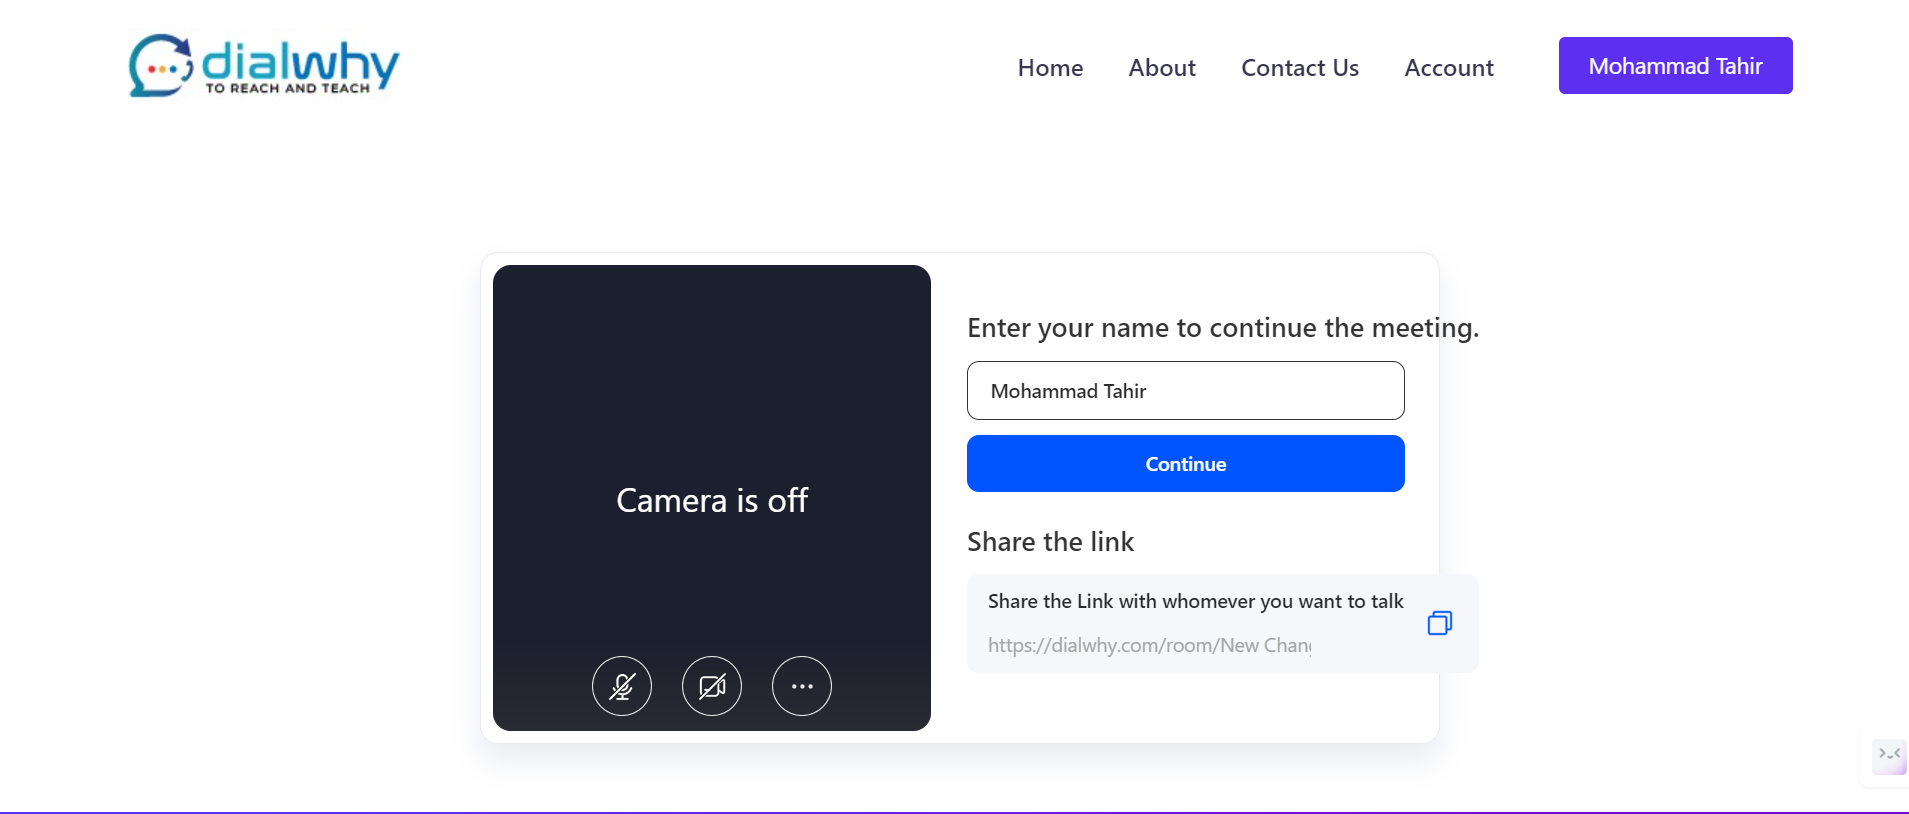 dialwhy
TO REACH AND TEACH
Home About Contact Us Account Mohammad Tahir
Camera is off
Enter your name to continue the meeting.
Mohammad Tahir
Continue
Share the link
Share the Link with whomever you want to talk
https://dialwhy.com/room/New Chang